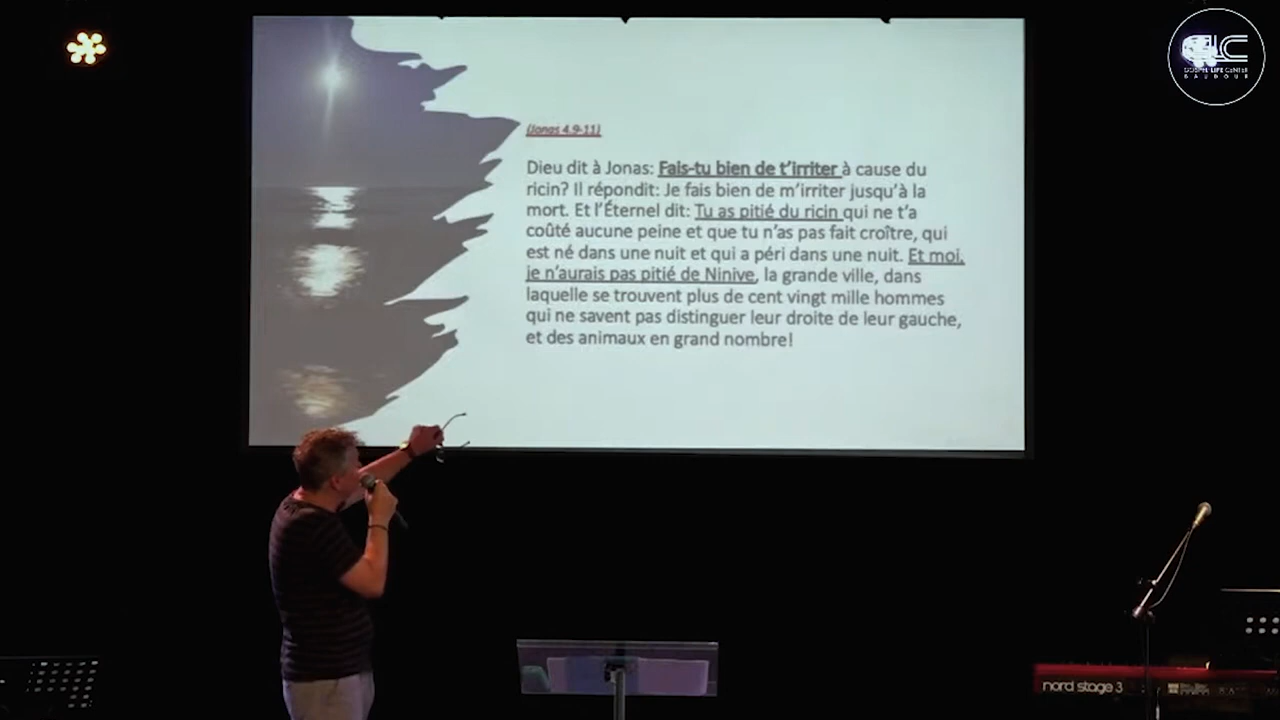 (Jonas 4.9-11)
Dieu dit à Jonas: Fais-tu bien de t'irriter à cause du
ricin? Il répondit: Je fais bien de m'irriter jusqu'à la
mort. Et l'Éternel dit: Tu as pitié du ricin qui ne t'a
coûté aucune peine et que tu n'as pas fait croître, qui
est né dans une nuit et qui a péri dans une nuit. Et moi,
je n'aurais pas pitié de Ninive, la grande ville, dans
laquelle se trouvent plus de cent vingt mille hommes
qui ne savent pas distinguer leur droite de leur gauche,
et des animaux en grand nombre!
GLC
GOSPEL LIFE CENTER
BAUDOUR
nord stage 3